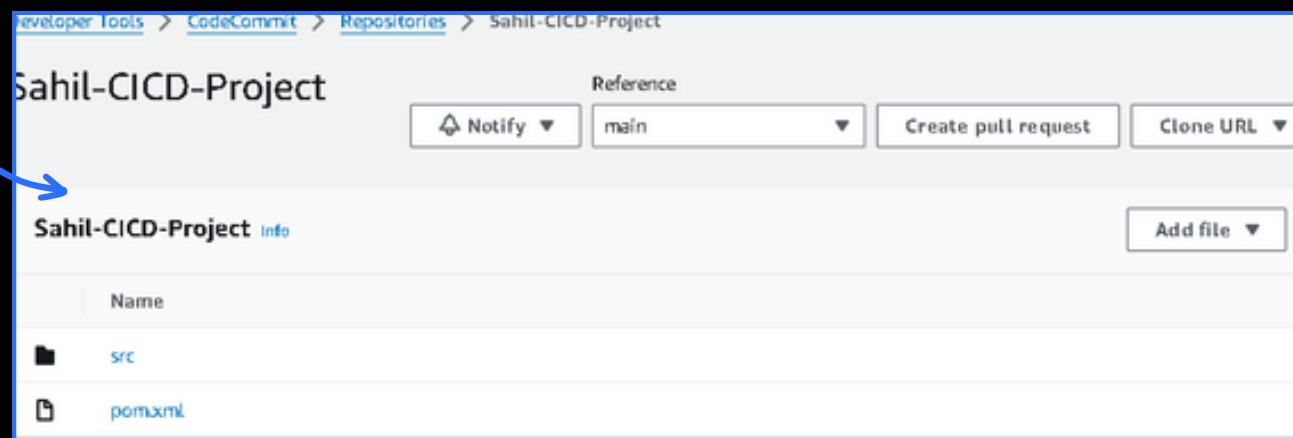 Developer Tools > CodeCommit > Repositories > Sahil-CICD-Project
Sahil-CICD-Project
Reference
Notify
main
Create pull request
Clone URL
Sahil-CICD-Project Info
Add file
Name
src
pom.xml